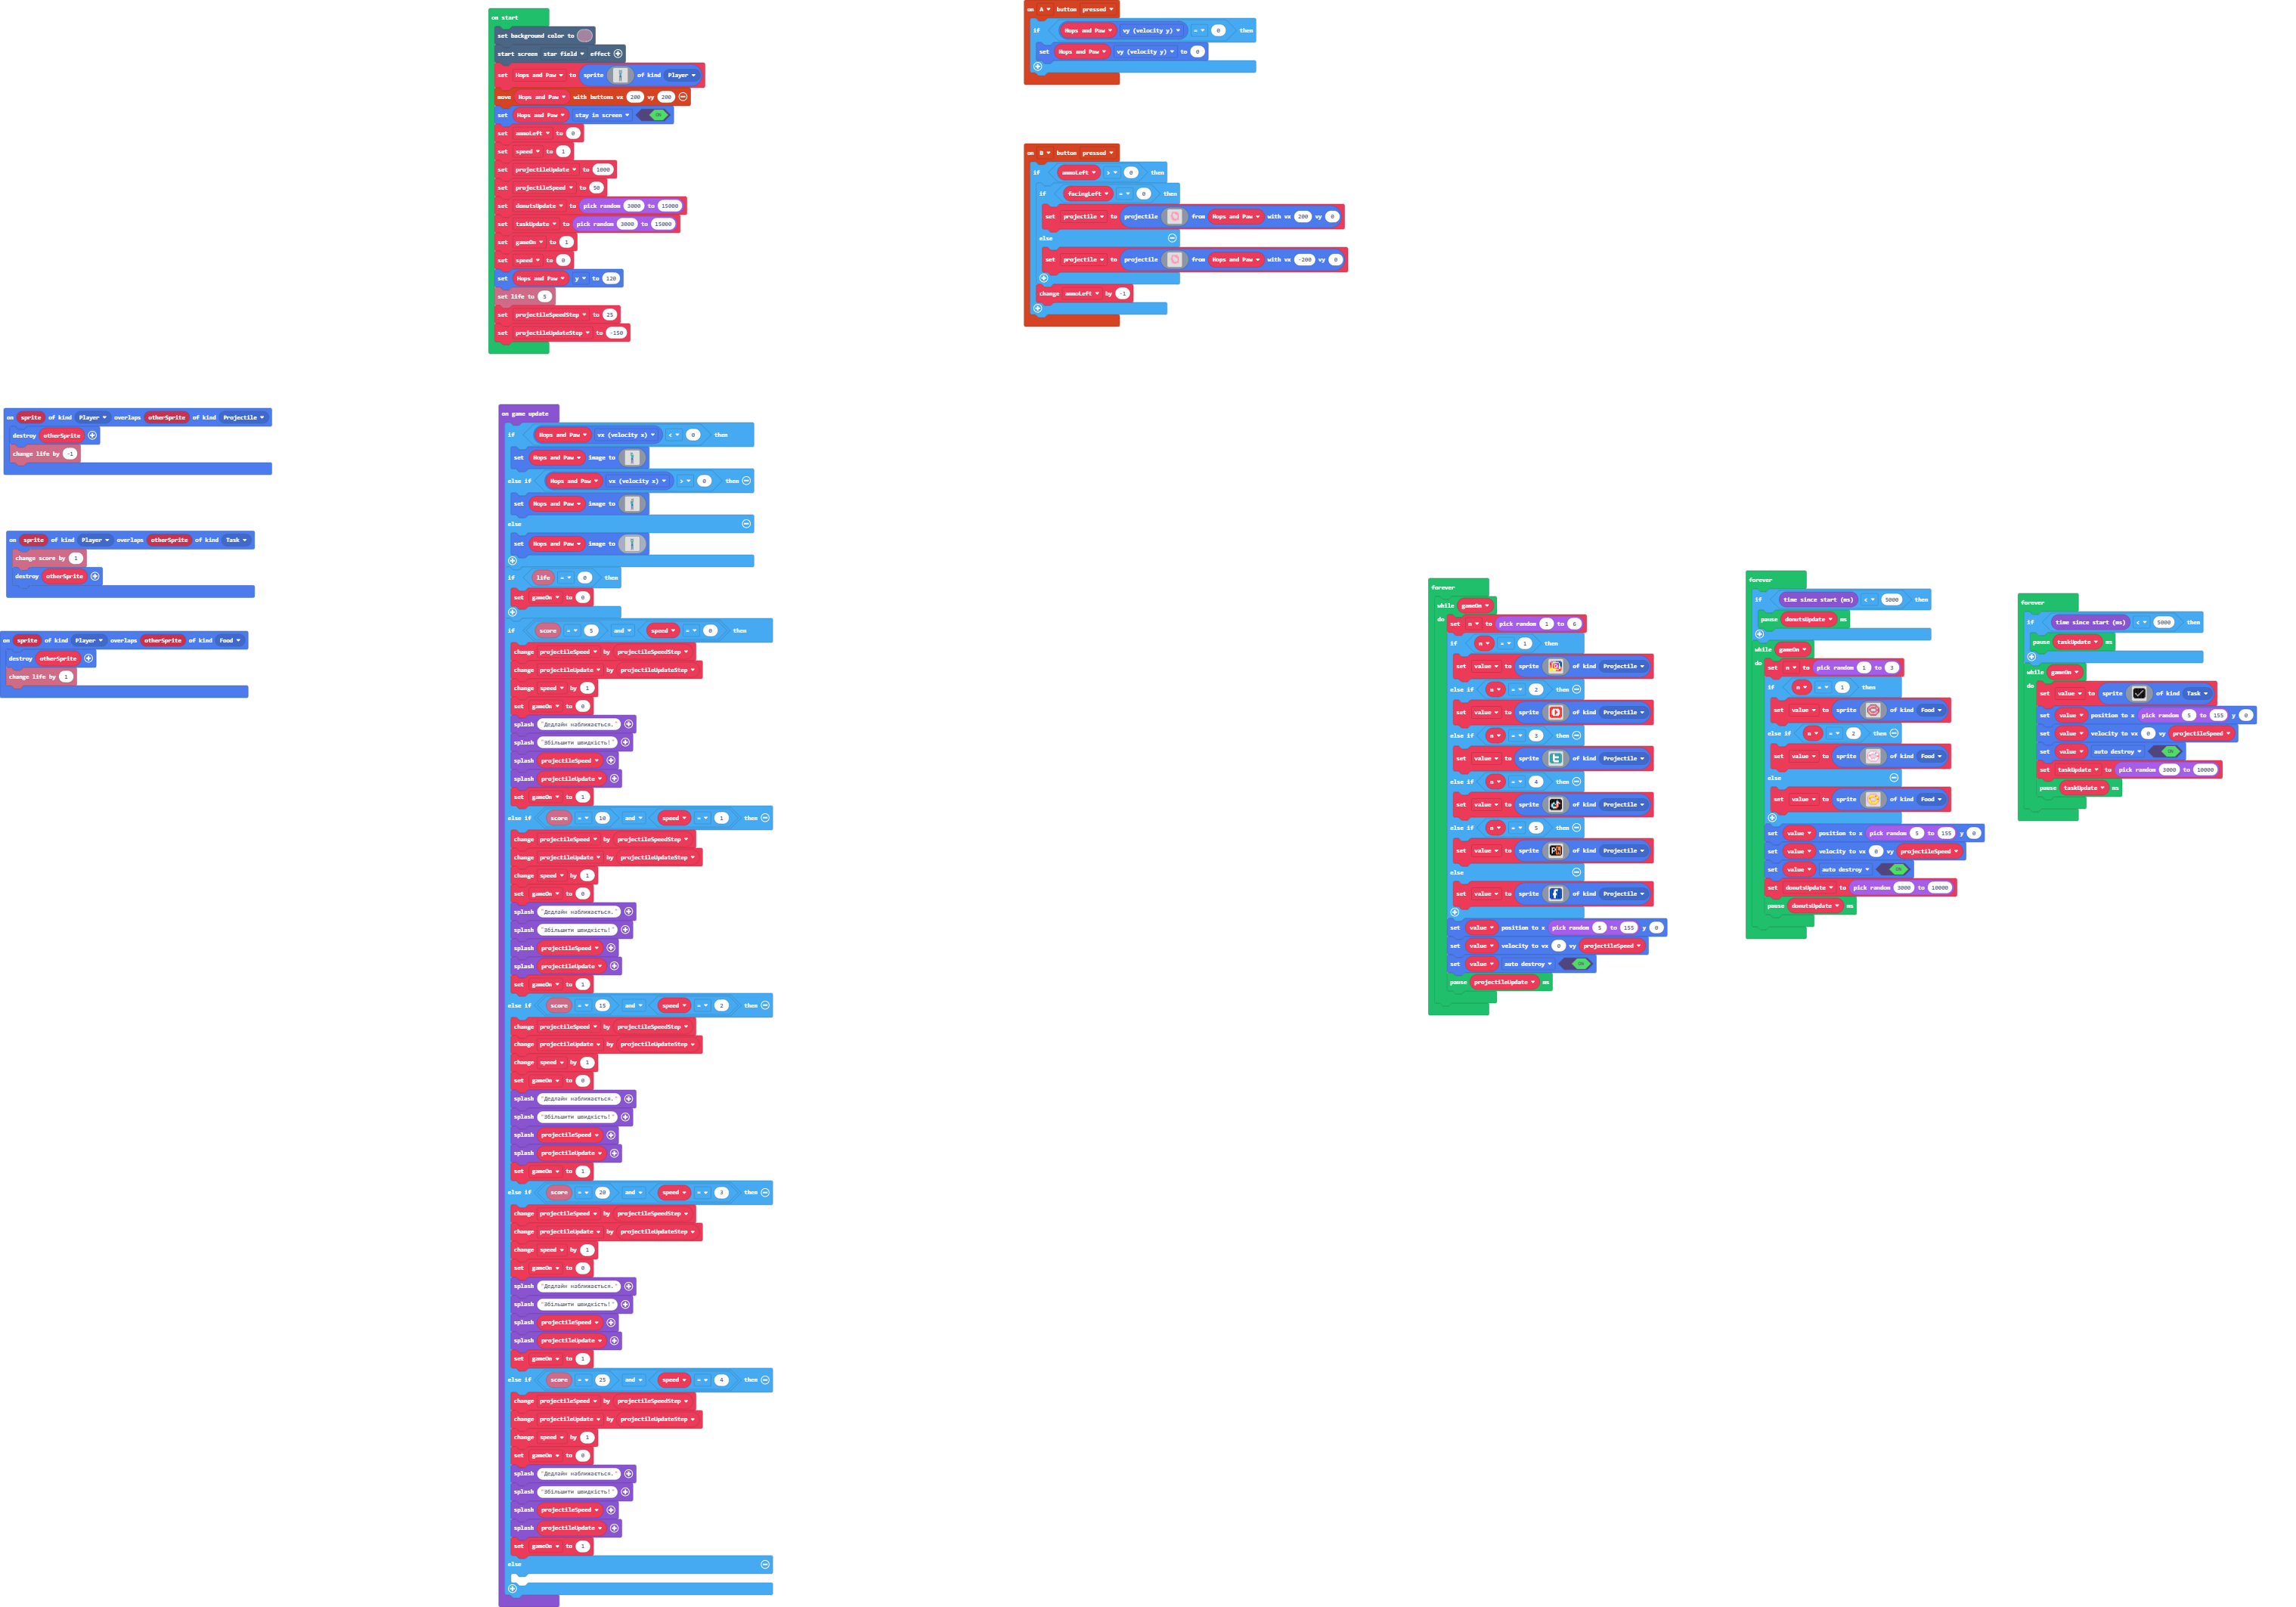 on start
set background color to
start screen star field effect
set Hops and Paw to sprite of kind Player
move Hops and Paw with buttons vx 200 vy 200
set Hops and Paw stay in screen ON
set ammoLeft to 0
set speed to 1
set projectileUpdate to 1000
set projectileSpeed to 50
set donutsUpdate to pick random 3000 to 15000
set taskUpdate to pick random 3000 to 15000
set gameOn to 1
set speed to 0
set Hops and Paw y to 120
set life to 5
set projectileSpeedStep to 25
set projectileUpdateStep to -150
on A button pressed
if Hops and Paw vy (velocity y) = 0 then
set Hops and Paw vy (velocity y) to 0
on B button pressed
if ammoLeft > 0 then
if facingLeft = 0 then
set projectile to projectile from Hops and Paw with vx 200 vy 0
else
set projectile to projectile from Hops and Paw with vx -200 vy 0
change ammoLeft by -1
on sprite of kind Player overlaps otherSprite of kind Projectile
destroy otherSprite
change life by -1
on sprite of kind Player overlaps otherSprite of kind Task
change score by 1
destroy otherSprite
on sprite of kind Player overlaps otherSprite of kind Food
destroy otherSprite
change life by 1
on game update
if Hops and Paw vx (velocity x) < 0 then
set Hops and Paw image to
else if Hops and Paw vx (velocity x) > 0 then
set Hops and Paw image to
else
set Hops and Paw image to
if life = 0 then
set gameOn to 0
if score = 5 and speed = 0 then
change projectileSpeed by projectileSpeedStep
change projectileUpdate by projectileUpdateStep
change speed by 1
set gameOn to 0
splash "Дедлайн наближається."
splash "Збільшити швидкість!"
splash projectileSpeed
splash projectileUpdate
set gameOn to 1
else if score = 10 and speed = 1 then
change projectileSpeed by projectileSpeedStep
change projectileUpdate by projectileUpdateStep
change speed by 1
set gameOn to 0
splash "Дедлайн наближається."
splash "Збільшити швидкість!"
splash projectileSpeed
splash projectileUpdate
set gameOn to 1
else if score = 15 and speed = 2 then
change projectileSpeed by projectileSpeedStep
change projectileUpdate by projectileUpdateStep
change speed by 1
set gameOn to 0
splash "Дедлайн наближається."
splash "Збільшити швидкість!"
splash projectileSpeed
splash projectileUpdate
set gameOn to 1
else if score = 20 and speed = 3 then
change projectileSpeed by projectileSpeedStep
change projectileUpdate by projectileUpdateStep
change speed by 1
set gameOn to 0
splash "Дедлайн наближається."
splash "Збільшити швидкість!"
splash projectileSpeed
splash projectileUpdate
set gameOn to 1
else if score = 25 and speed = 4 then
change projectileSpeed by projectileSpeedStep
change projectileUpdate by projectileUpdateStep
change speed by 1
set gameOn to 0
splash "Дедлайн наближається."
splash "Збільшити швидкість!"
splash projectileSpeed
splash projectileUpdate
set gameOn to 1
else
forever
while gameOn
do set n to pick random 1 to 6
if n = 1 then
set value to sprite of kind Projectile
else if n = 2 then
set value to sprite of kind Projectile
else if n = 3 then
set value to sprite of kind Projectile
else if n = 4 then
set value to sprite of kind Projectile
else if n = 5 then
set value to sprite of kind Projectile
else
set value to sprite of kind Projectile
set value position to x pick random 5 to 155 y 0
set value velocity to vx 0 vy projectileSpeed
set value auto destroy ON
pause projectileUpdate ms
forever
if time since start (ms) < 5000 then
pause donutsUpdate ms
while gameOn
do set n to pick random 1 to 3
if n = 1 then
set value to sprite of kind Food
else if n = 2 then
set value to sprite of kind Food
else
set value to sprite of kind Food
set value position to x pick random 5 to 155 y 0
set value velocity to vx 0 vy projectileSpeed
set value auto destroy ON
set donutsUpdate to pick random 3000 to 10000
pause donutsUpdate ms
forever
if time since start (ms) < 5000 then
pause taskUpdate ms
while gameOn
do set value to sprite of kind Task
set value position to x pick random 5 to 155 y 0
set value velocity to vx 0 vy projectileSpeed
set value auto destroy ON
set taskUpdate to pick random 3000 to 10000
pause taskUpdate ms